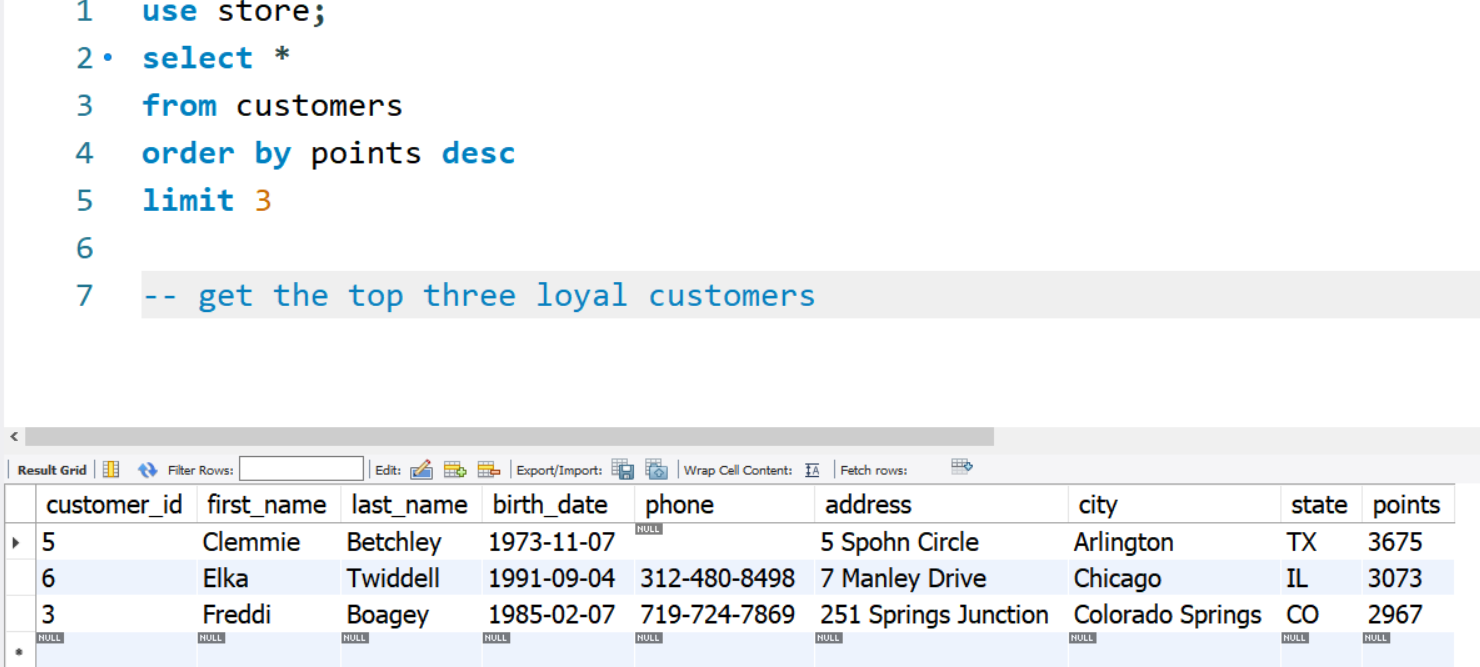 1 use store;
2 select *
3 from customers
4 order by points desc
5 limit 3
6
7 -- get the top three loyal customers
Result Grid Filter Rows: Edit: Export/Import: Wrap Cell Content: IA Fetch rows:
customer_id first_name last_name birth_date phone address city state points
5 Clemmie Betchley 1973-11-07 NULL 5 Spohn Circle Arlington TX 3675
6 Elka Twiddell 1991-09-04 312-480-8498 7 Manley Drive Chicago IL 3073
3 Freddi Boagey 1985-02-07 719-724-7869 251 Springs Junction Colorado Springs CO 2967
NULL NULL NULL NULL NULL NULL NULL NULL NULL